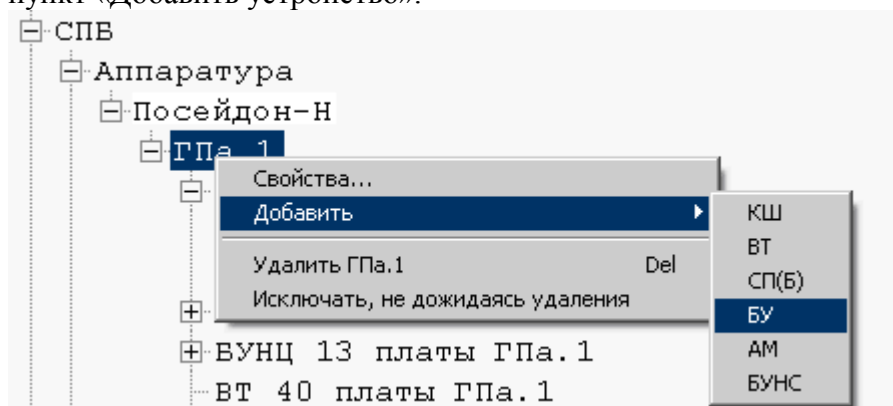 пункт «Добавить устройство».
СПБ
Аппаратура
Посейдон-Н
ГПа.1
Свойства...
Добавить
Удалить ГПа.1 Del
Исключать, не дожидаясь удаления
КШ
ВТ
СП(Б)
БУ
АМ
БУНС
БУНЦ 13 платы ГПа.1
ВТ 40 платы ГПа.1